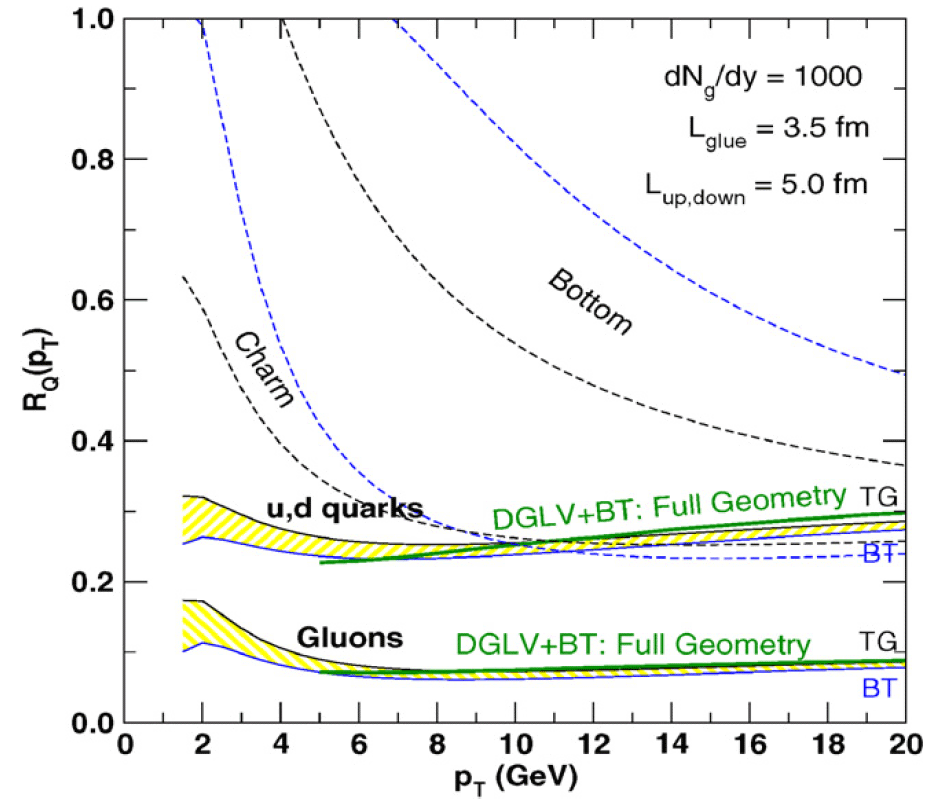 1.0
0.8
0.6
0.4
0.2
0.0
R_Q(p_T)
dN_g/dy = 1000
L_glue = 3.5 fm
L_up,down = 5.0 fm
Bottom
Charm
u,d quarks
DGLV+BT: Full Geometry
TG
BT
Gluons
DGLV+BT: Full Geometry
TG
BT
0 2 4 6 8 10 12 14 16 18 20
p_T (GeV)